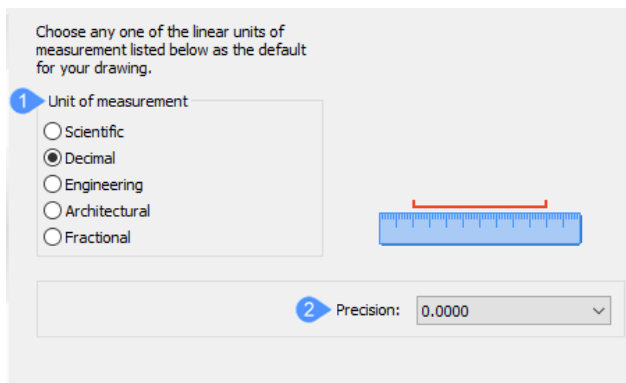 Choose any one of the linear units of
measurement listed below as the default
for your drawing.
1 Unit of measurement
Scientific
Decimal
Engineering
Architectural
Fractional
2 Precision: 0.0000